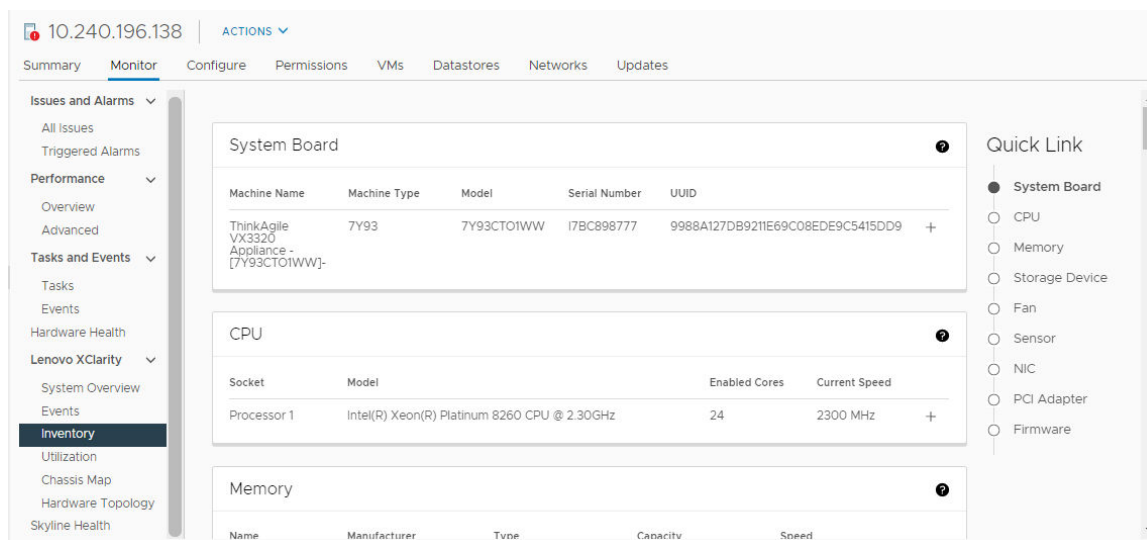 10.240.196.138 ACTIONS
Summary Monitor Configure Permissions VMs Datastores Networks Updates
Issues and Alarms
All Issues
Triggered Alarms
Performance
Overview
Advanced
Tasks and Events
Tasks
Events
Hardware Health
Lenovo XClarity
System Overview
Events
Inventory
Utilization
Chassis Map
Hardware Topology
Skyline Health
System Board
Machine Name Machine Type Model Serial Number UUID
ThinkAgile 7Y93 7Y93CTO1WW I7BC898777 9988A127DB9211E69C08EDE9C5415DD9 +
VX3320
Appliance -
[7Y93CTO1WW]-
CPU
Socket Model Enabled Cores Current Speed
Processor 1 Intel(R) Xeon(R) Platinum 8260 CPU @ 2.30GHz 24 2300 MHz +
Memory
Name Manufacturer Type Capacity Speed
Quick Link
System Board
CPU
Memory
Storage Device
Fan
Sensor
NIC
PCI Adapter
Firmware